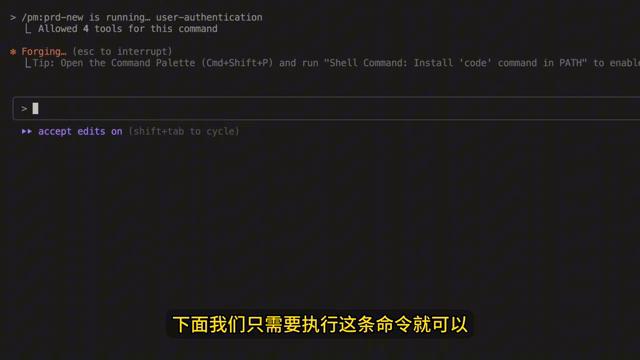 > /pm:prd-new is running… user-authentication
⎿ Allowed 4 tools for this command
✻ Forging… (esc to interrupt)
⎿ Tip: Open the Command Palette (Cmd+Shift+P) and run "Shell Command: Install 'code' command in PATH" to enable
>
⏵⏵ accept edits on (shift+tab to cycle)
下面我们只需要执行这条命令就可以